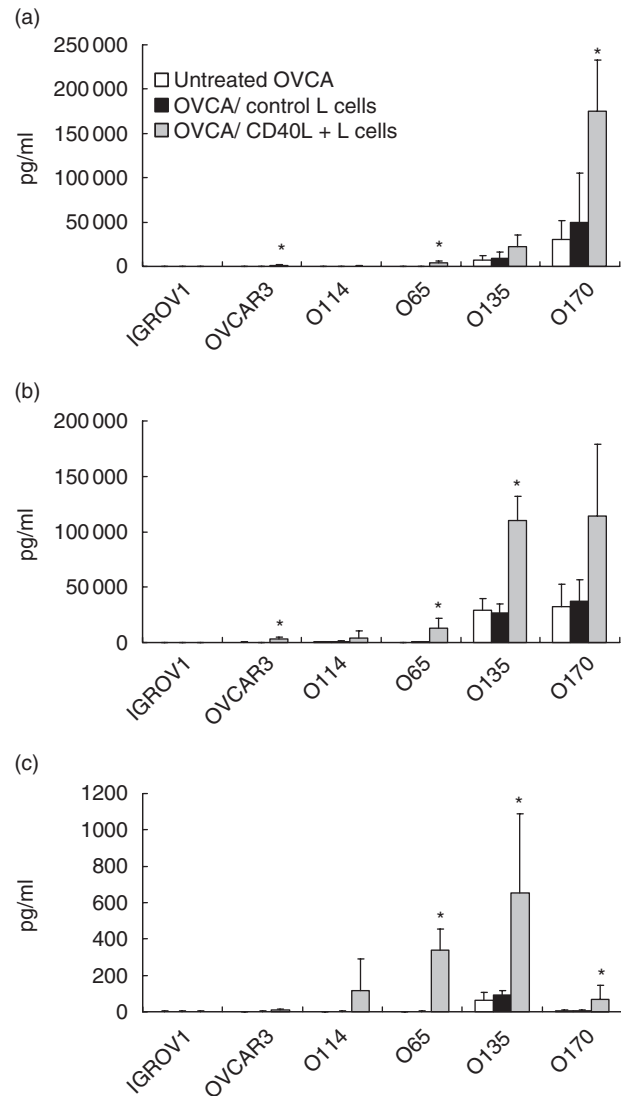 (a)
250 000
200 000
150 000
100 000
50 000
0
pg/ml
Untreated OVCA
OVCA/ control L cells
OVCA/ CD40L + L cells
*
*
*
IGROV1
OVCAR3
O114
O65
O135
O170
(b)
200 000
150 000
100 000
50 000
0
pg/ml
*
*
*
IGROV1
OVCAR3
O114
O65
O135
O170
(c)
1200
1000
800
600
400
200
0
pg/ml
*
*
*
IGROV1
OVCAR3
O114
O65
O135
O170